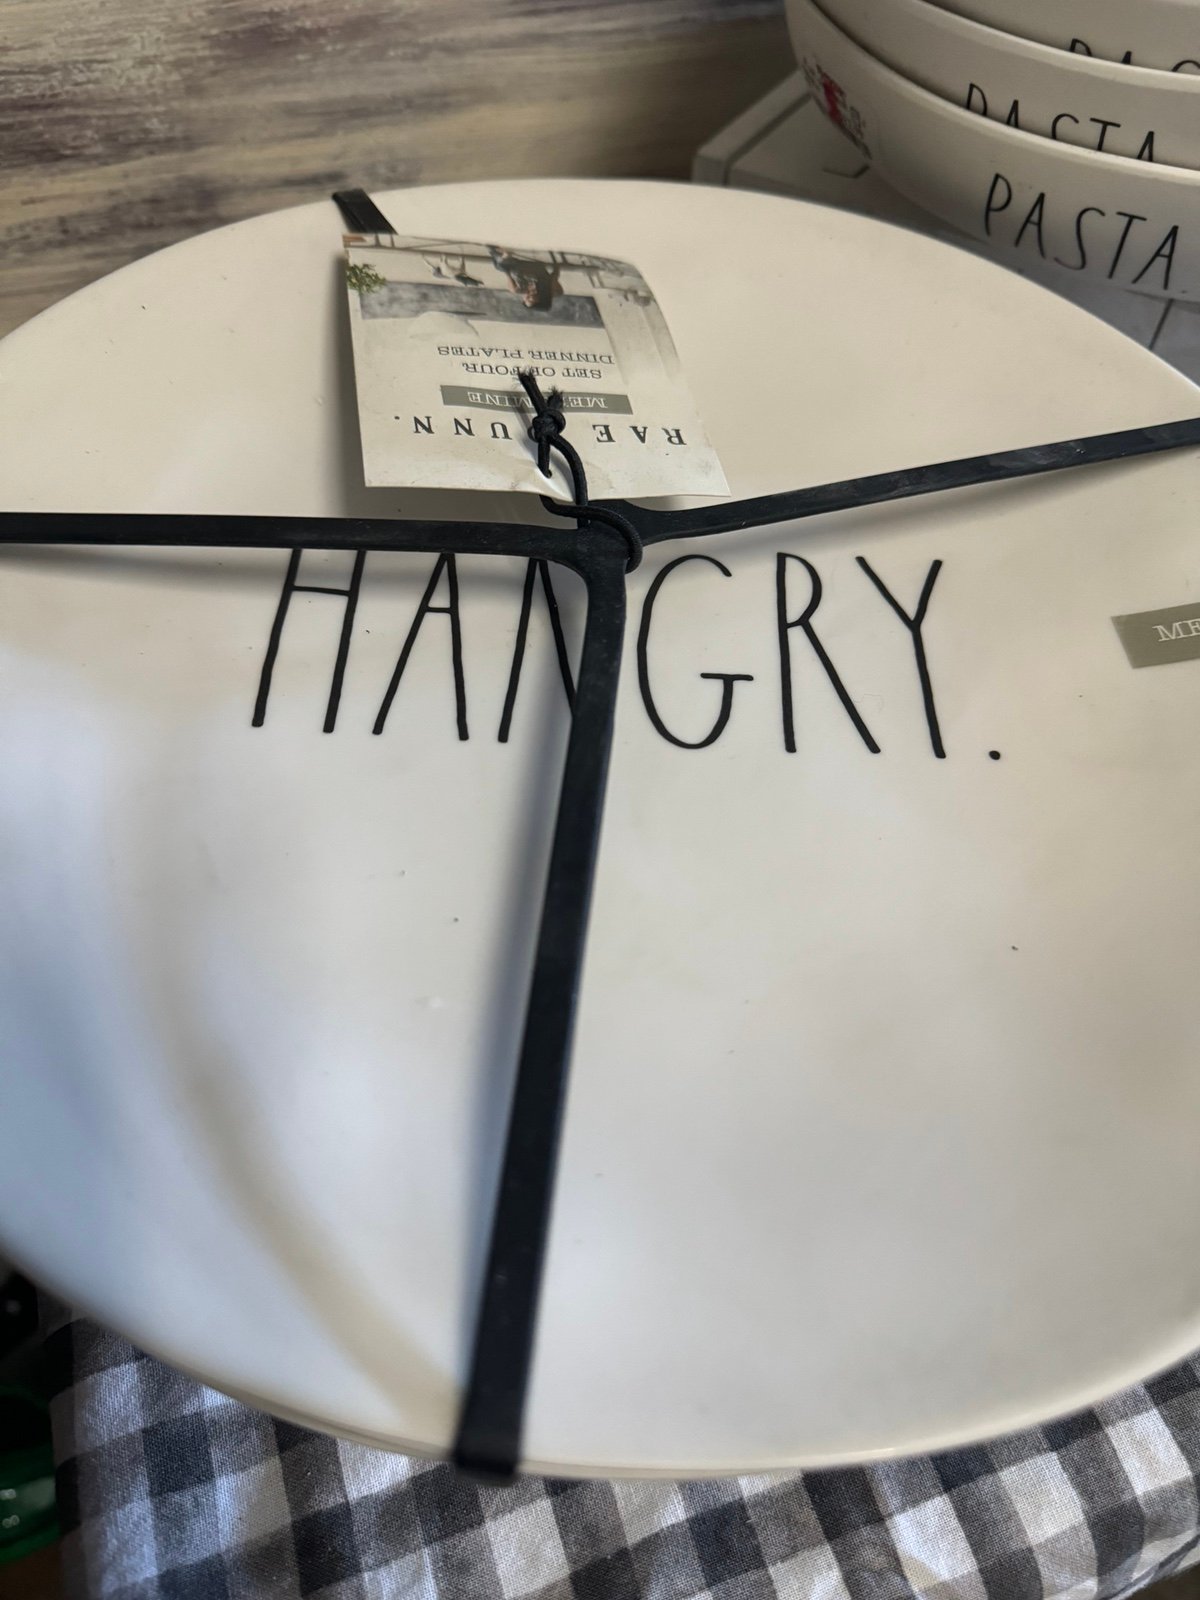 PASTA
PASTA
RAE DUNN.
SET OF FOUR
DINNER PLATES
HANGRY.